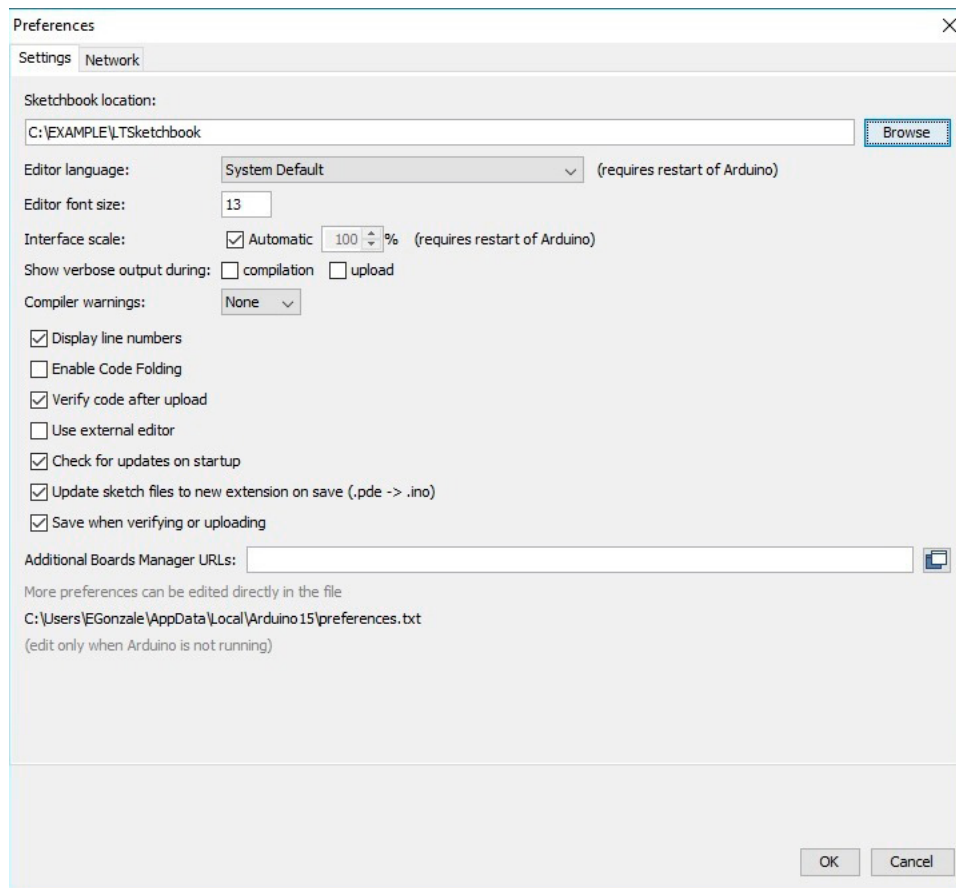 Preferences
Settings Network
Sketchbook location:
C:\EXAMPLE\LTSketchbook Browse
Editor language: System Default (requires restart of Arduino)
Editor font size: 13
Interface scale: Automatic 100 % (requires restart of Arduino)
Show verbose output during: compilation upload
Compiler warnings: None
Display line numbers
Enable Code Folding
Verify code after upload
Use external editor
Check for updates on startup
Update sketch files to new extension on save (.pde -> .ino)
Save when verifying or uploading
Additional Boards Manager URLs:
More preferences can be edited directly in the file
C:\Users\EGonzale\AppData\Local\Arduino15\preferences.txt
(edit only when Arduino is not running)
OK Cancel